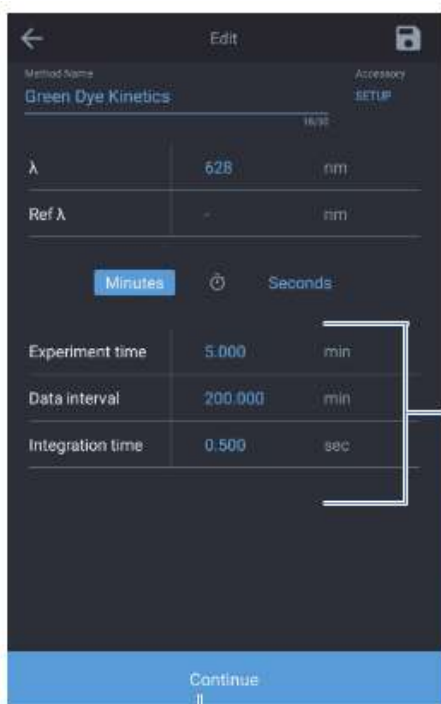 Edit
Method Name
Accessory
Green Dye Kinetics
SETUP
18/30
λ 628 nm
Ref λ - nm
Minutes Seconds
Experiment time 5.000 min
Data interval 200.000 min
Integration time 0.500 sec
Continue